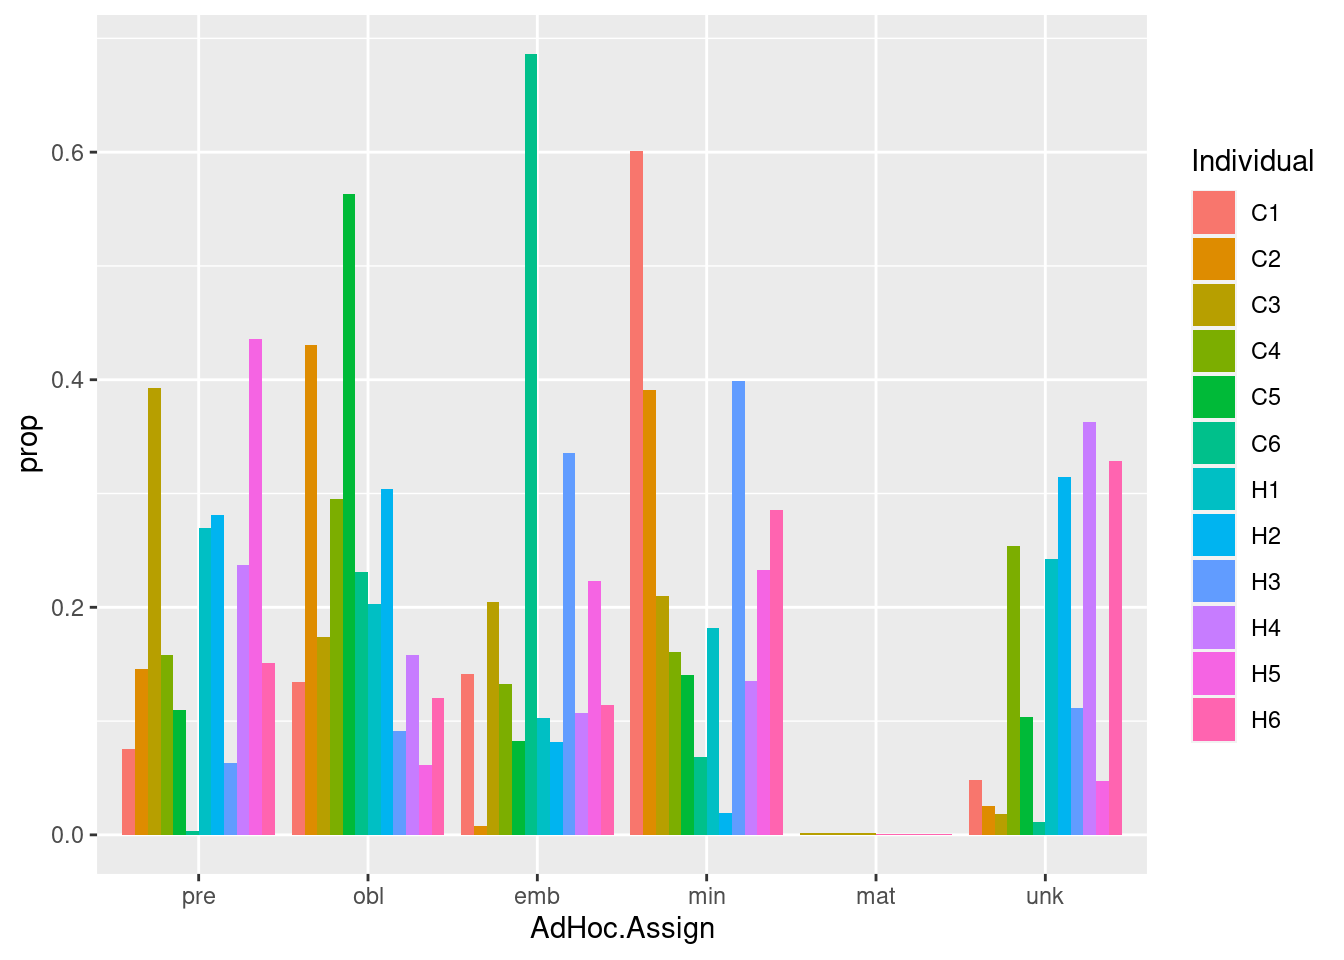 0.6
0.4
0.2
0.0
prop
pre obl emb min mat unk
AdHoc.Assign
Individual
C1
C2
C3
C4
C5
C6
H1
H2
H3
H4
H5
H6